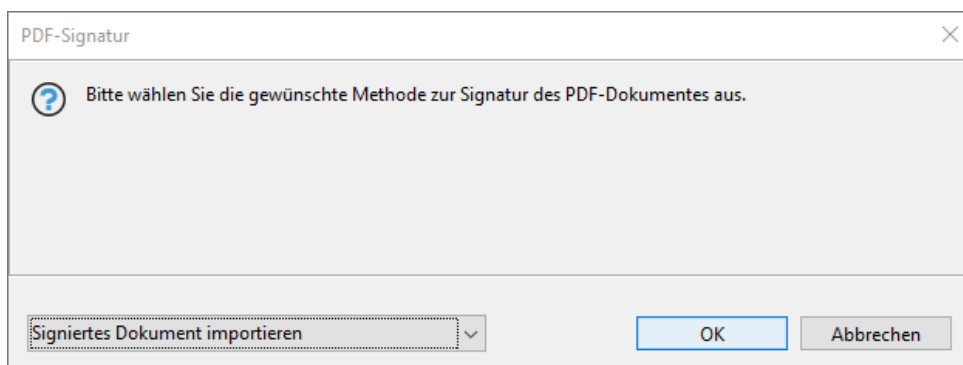 PDF-Signatur
Bitte wählen Sie die gewünschte Methode zur Signatur des PDF-Dokumentes aus.
Signiertes Dokument importieren
OK
Abbrechen